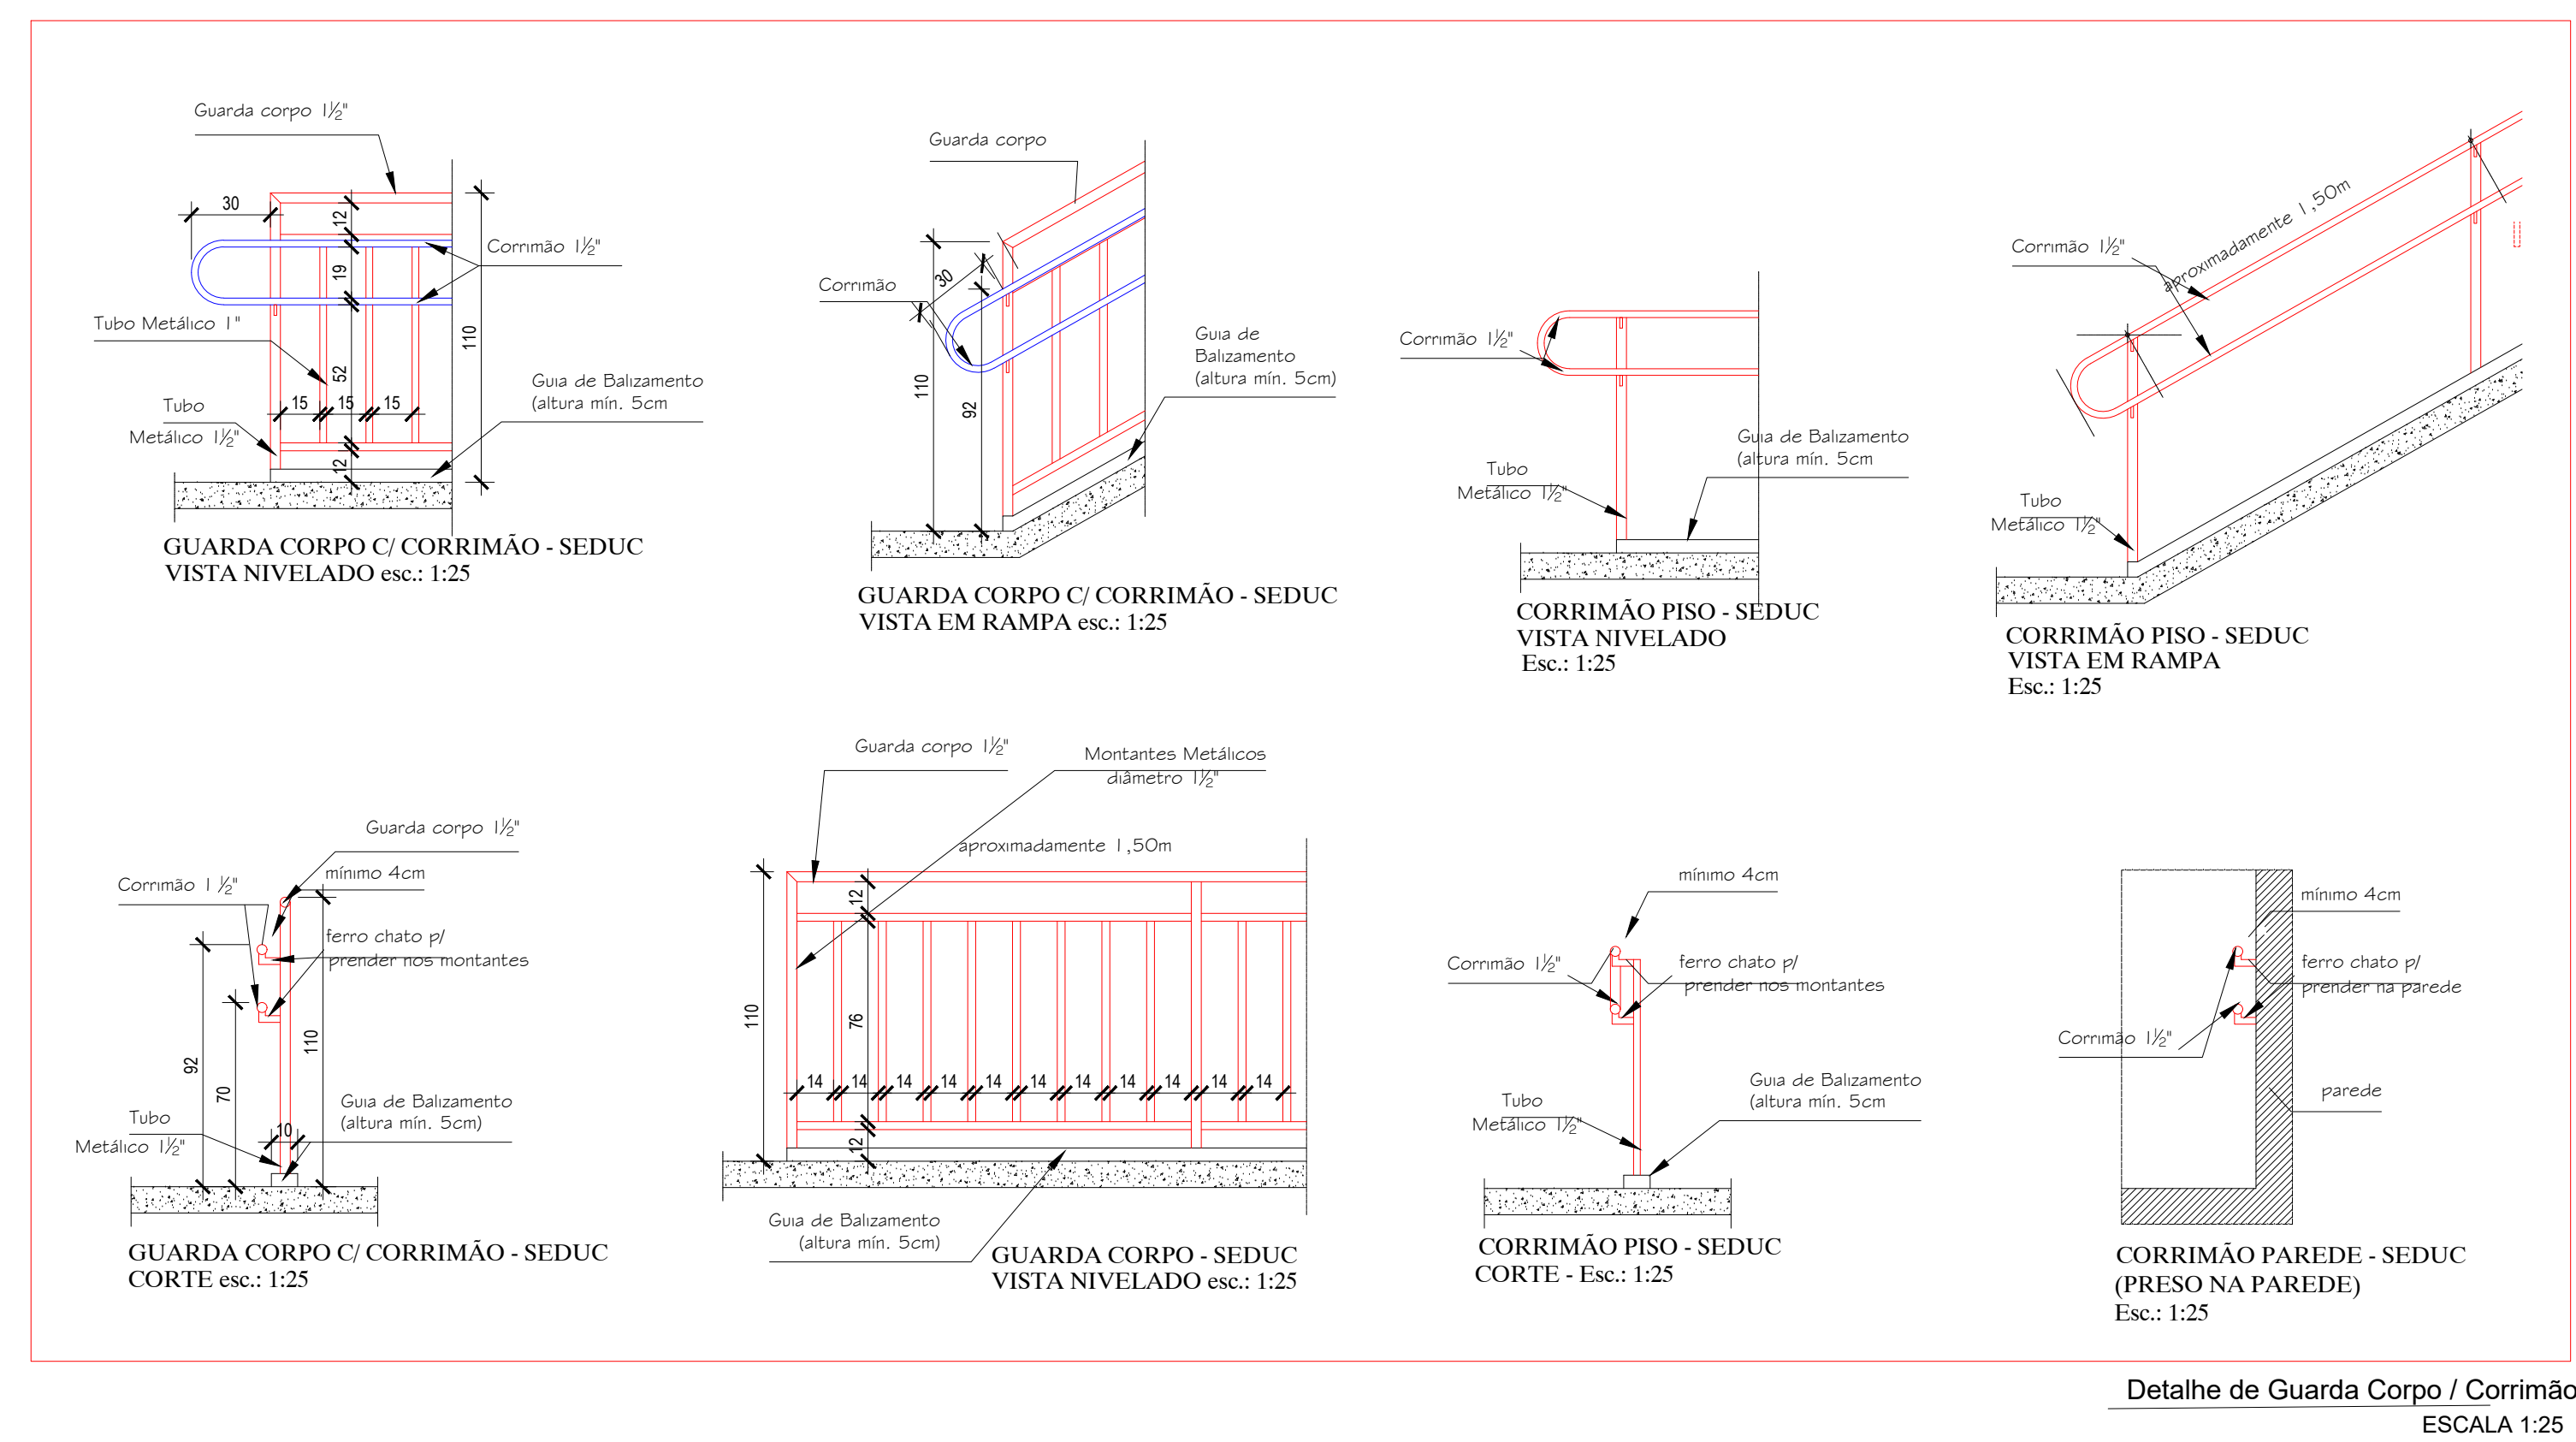 Guarda corpo 1½"
30
12
19
52
15
15
15
12
110
Corrimão 1½"
Tubo Metálico 1"
Tubo
Metálico 1½"
Guia de Balizamento
(altura mín. 5cm
GUARDA CORPO C/ CORRIMÃO - SEDUC
VISTA NIVELADO esc.: 1:25
Guarda corpo
30
Corrimão
110
92
Guia de
Balizamento
(altura mín. 5cm)
GUARDA CORPO C/ CORRIMÃO - SEDUC
VISTA EM RAMPA esc.: 1:25
Corrimão 1½"
Tubo
Metálico 1½"
Guia de Balizamento
(altura mín. 5cm
CORRIMÃO PISO - SEDUC
VISTA NIVELADO
Esc.: 1:25
aproximadamente 1,50m
Corrimão 1½"
Tubo
Metálico 1½"
CORRIMÃO PISO - SEDUC
VISTA EM RAMPA
Esc.: 1:25
Guarda corpo 1½"
mínimo 4cm
Corrimão 1 ½"
ferro chato p/
prender nos montantes
92
70
110
10
Tubo
Metálico 1½"
Guia de Balizamento
(altura mín. 5cm)
GUARDA CORPO C/ CORRIMÃO - SEDUC
CORTE esc.: 1:25
Guarda corpo 1½"
Montantes Metálicos
diâmetro 1½"
aproximadamente 1,50m
12
110
76
14
14
14
14
14
14
14
14
14
14
14
12
Guia de Balizamento
(altura mín. 5cm)
GUARDA CORPO - SEDUC
VISTA NIVELADO esc.: 1:25
mínimo 4cm
Corrimão 1½"
ferro chato p/
prender nos montantes
Tubo
Metálico 1½"
Guia de Balizamento
(altura mín. 5cm
CORRIMÃO PISO - SEDUC
CORTE - Esc.: 1:25
mínimo 4cm
ferro chato p/
prender na parede
Corrimão 1½"
parede
CORRIMÃO PAREDE - SEDUC
(PRESO NA PAREDE)
Esc.: 1:25
Detalhe de Guarda Corpo / Corrimão
ESCALA 1:25